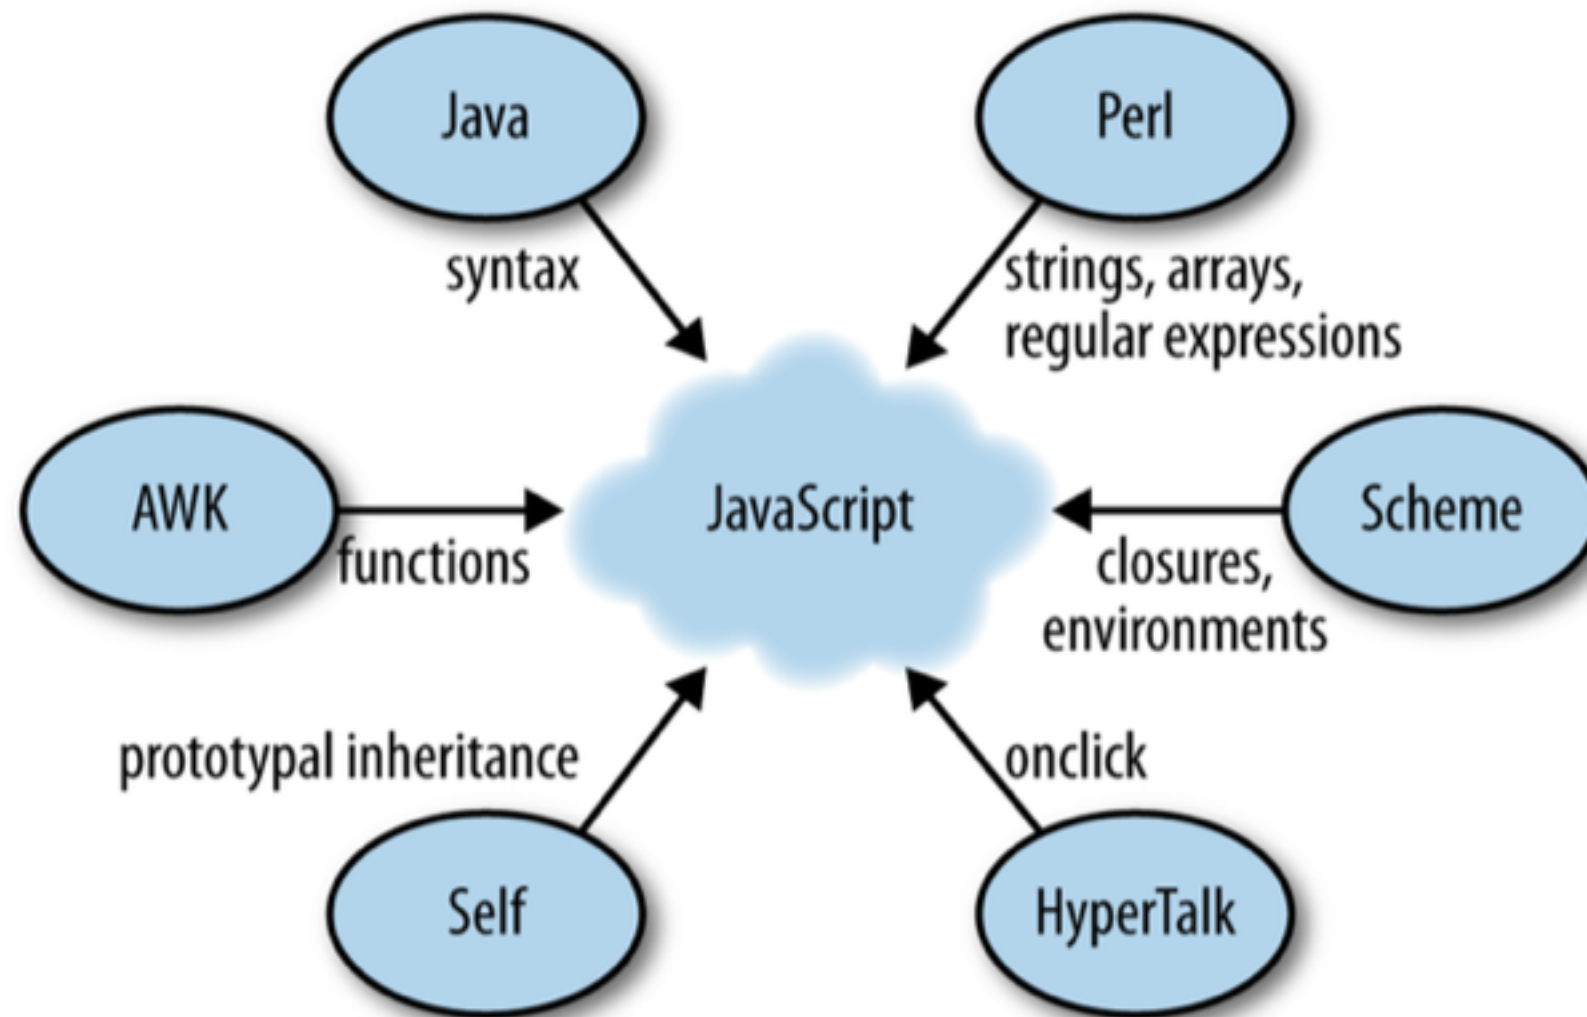 Java
Perl
syntax
strings, arrays,
regular expressions
AWK
JavaScript
Scheme
functions
closures,
environments
prototypal inheritance
onclick
Self
HyperTalk